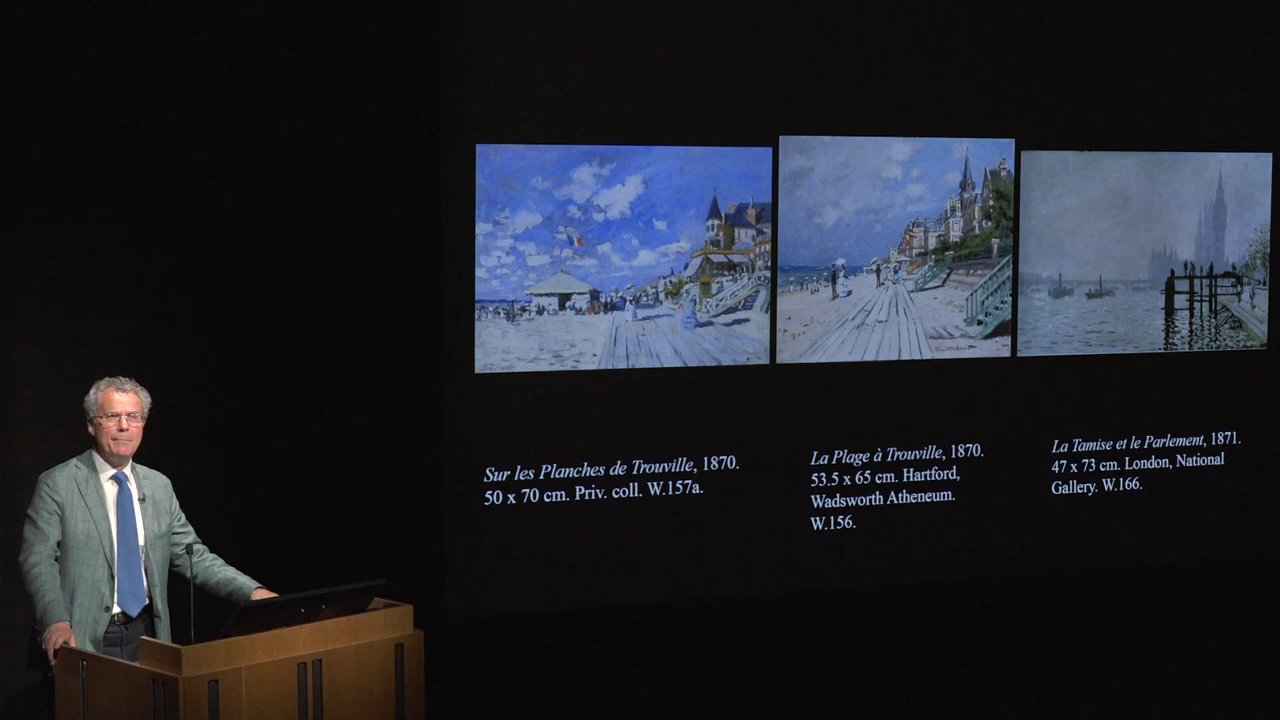 Sur les Planches de Trouville, 1870.
50 x 70 cm. Priv. coll. W.157a.
La Plage à Trouville, 1870.
53.5 x 65 cm. Hartford,
Wadsworth Atheneum.
W.156.
La Tamise et le Parlement, 1871.
47 x 73 cm. London, National
Gallery. W.166.